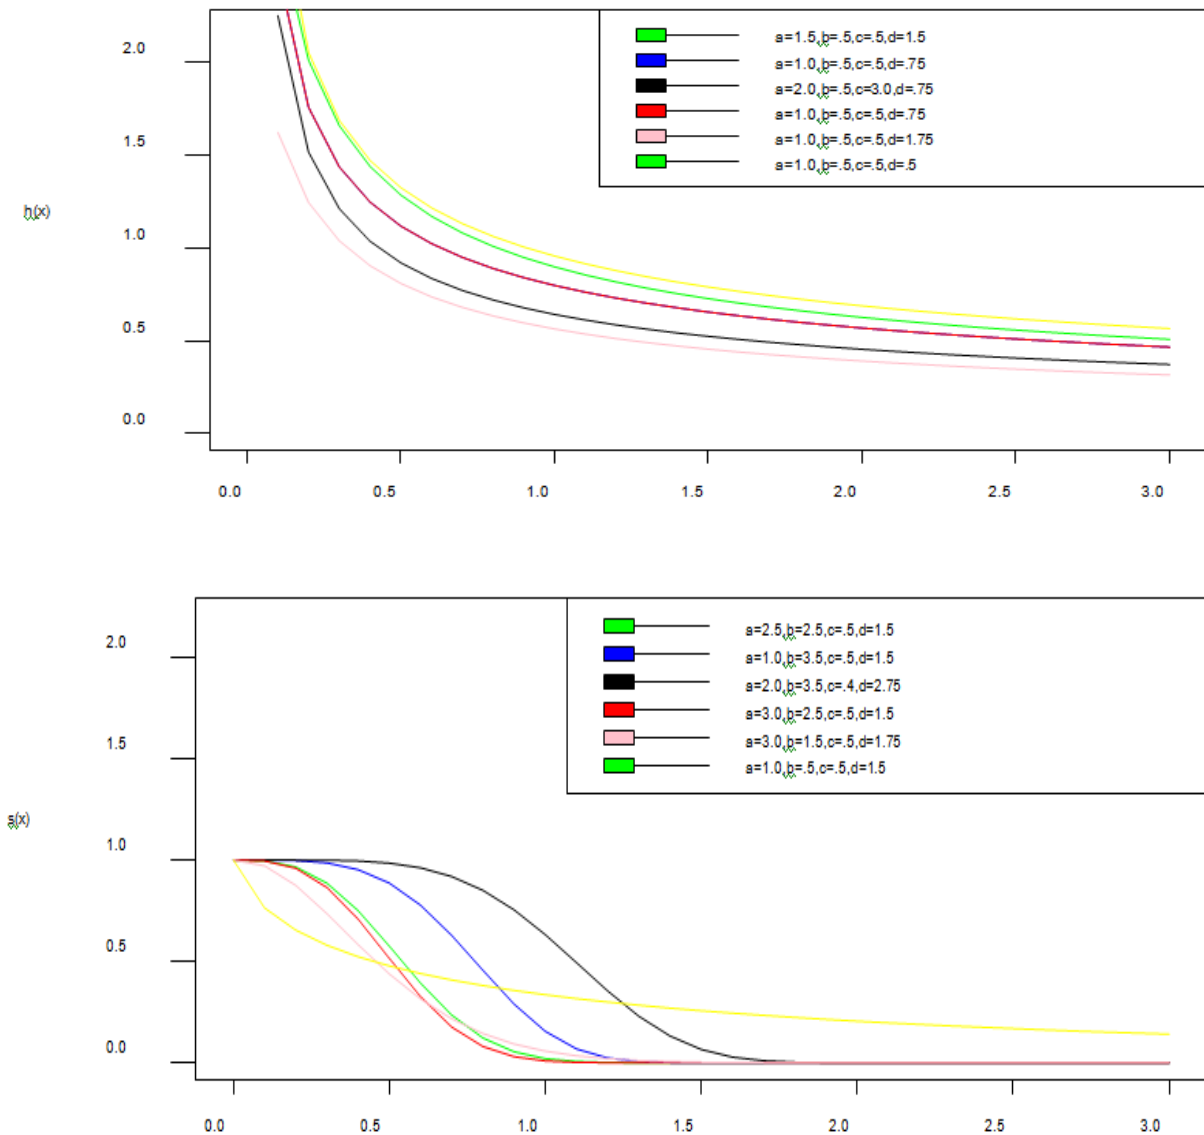 2.0
a=1.5,b=.5,c=.5,d=1.5
a=1.0,b=.5,c=.5,d=.75
a=2.0,b=.5,c=3.0,d=.75
a=1.0,b=.5,c=.5,d=.75
a=1.0,b=.5,c=.5,d=1.75
a=1.0,b=.5,c=.5,d=.5
1.5
h(x)
1.0
0.5
0.0
0.0 0.5 1.0 1.5 2.0 2.5 3.0
2.0
a=2.5,b=2.5,c=.5,d=1.5
a=1.0,b=3.5,c=.5,d=1.5
a=2.0,b=3.5,c=.4,d=2.75
a=3.0,b=2.5,c=.5,d=1.5
a=3.0,b=1.5,c=.5,d=1.75
a=1.0,b=.5,c=.5,d=1.5
1.5
s(x)
1.0
0.5
0.0
0.0 0.5 1.0 1.5 2.0 2.5 3.0